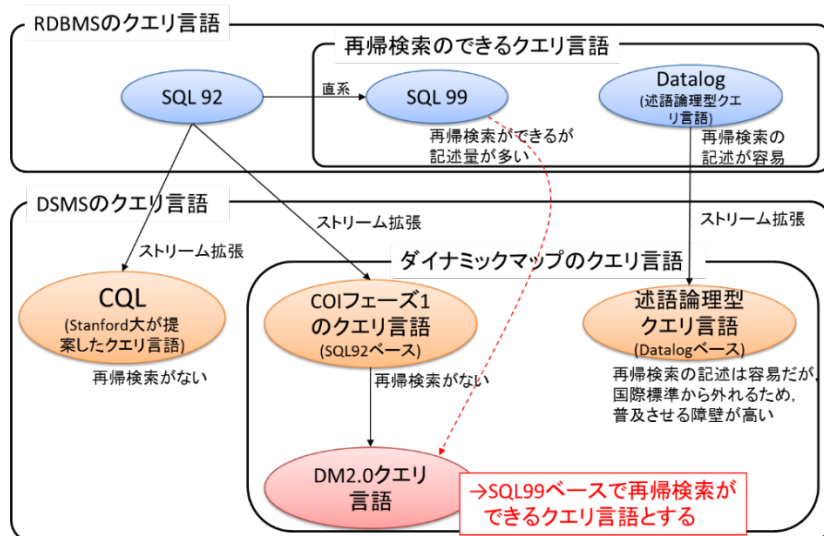 RDBMSのクエリ言語
再帰検索のできるクエリ言語
SQL 92
直系
SQL 99
Datalog
(述語論理型クエ
リ言語)
再帰検索ができるが
記述量が多い
再帰検索の
記述が容易
DSMSのクエリ言語
ストリーム拡張
ストリーム拡張
ストリーム拡張
ダイナミックマップのクエリ言語
CQL
(Stanford大が提
案したクエリ言語)
再帰検索がない
COIフェーズ1
のクエリ言語
(SQL92ベース)
再帰検索がない
述語論理型
クエリ言語
(Datalogベース)
再帰検索の記述は容易だが,
国際標準から外れるため,
普及させる障壁が高い
DM2.0クエリ
言語
→SQL99ベースで再帰検索が
できるクエリ言語とする